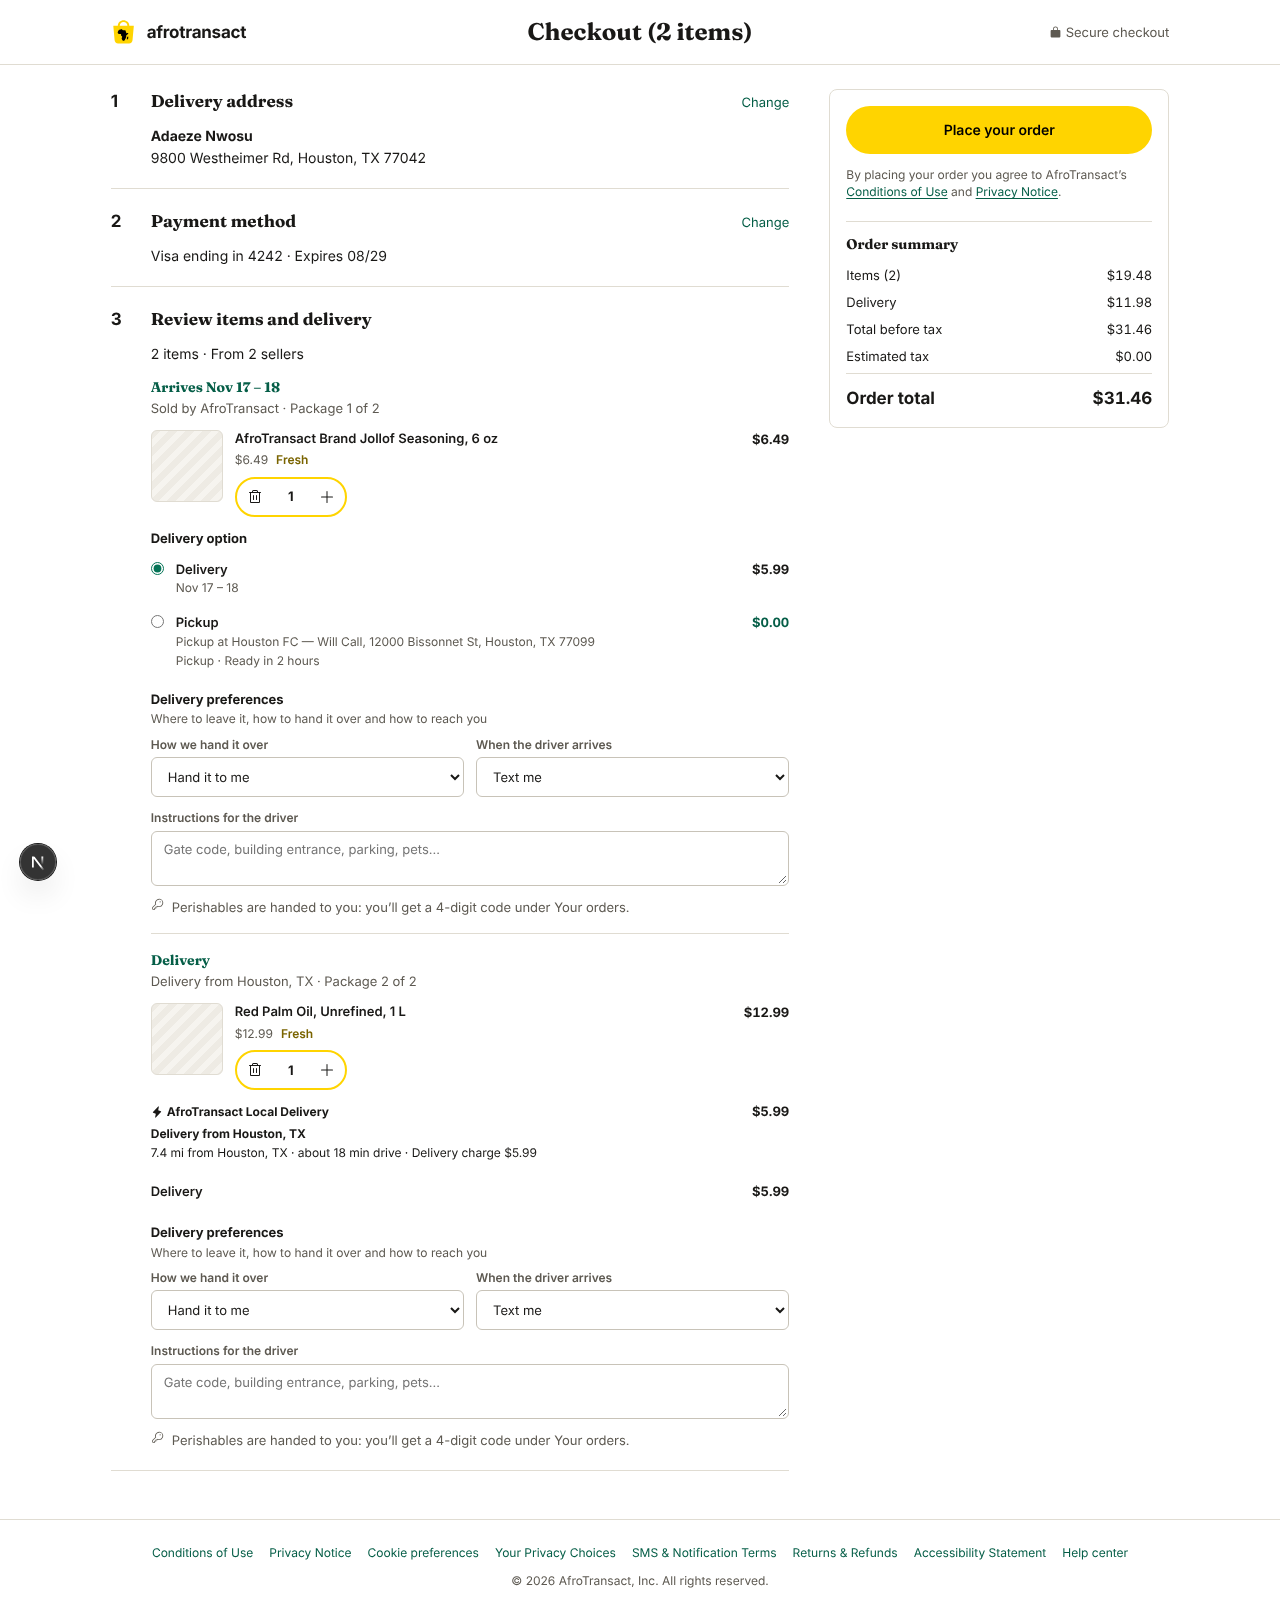 afrotransact
Checkout (2 items)
Secure checkout
1 Delivery address
Change
Adaeze Nwosu
9800 Westheimer Rd, Houston, TX 77042
2 Payment method
Change
Visa ending in 4242 · Expires 08/29
3 Review items and delivery
2 items · From 2 sellers
Arrives Nov 17 – 18
Sold by AfroTransact · Package 1 of 2
AfroTransact Brand Jollof Seasoning, 6 oz
$6.49
$6.49 Fresh
1
Delivery option
Delivery
$5.99
Nov 17 – 18
Pickup
$0.00
Pickup at Houston FC — Will Call, 12000 Bissonnet St, Houston, TX 77099
Pickup · Ready in 2 hours
Delivery preferences
Where to leave it, how to hand it over and how to reach you
How we hand it over
When the driver arrives
Hand it to me
Text me
Instructions for the driver
Gate code, building entrance, parking, pets...
Perishables are handed to you: you’ll get a 4-digit code under Your orders.
Delivery
Delivery from Houston, TX · Package 2 of 2
Red Palm Oil, Unrefined, 1 L
$12.99
$12.99 Fresh
1
AfroTransact Local Delivery
$5.99
Delivery from Houston, TX
7.4 mi from Houston, TX · about 18 min drive · Delivery charge $5.99
Delivery
$5.99
Delivery preferences
Where to leave it, how to hand it over and how to reach you
How we hand it over
When the driver arrives
Hand it to me
Text me
Instructions for the driver
Gate code, building entrance, parking, pets...
Perishables are handed to you: you’ll get a 4-digit code under Your orders.
Place your order
By placing your order you agree to AfroTransact’s
Conditions of Use and Privacy Notice.
Order summary
Items (2) $19.48
Delivery $11.98
Total before tax $31.46
Estimated tax $0.00
Order total $31.46
N
Conditions of Use Privacy Notice Cookie preferences Your Privacy Choices SMS & Notification Terms Returns & Refunds Accessibility Statement Help center
© 2026 AfroTransact, Inc. All rights reserved.